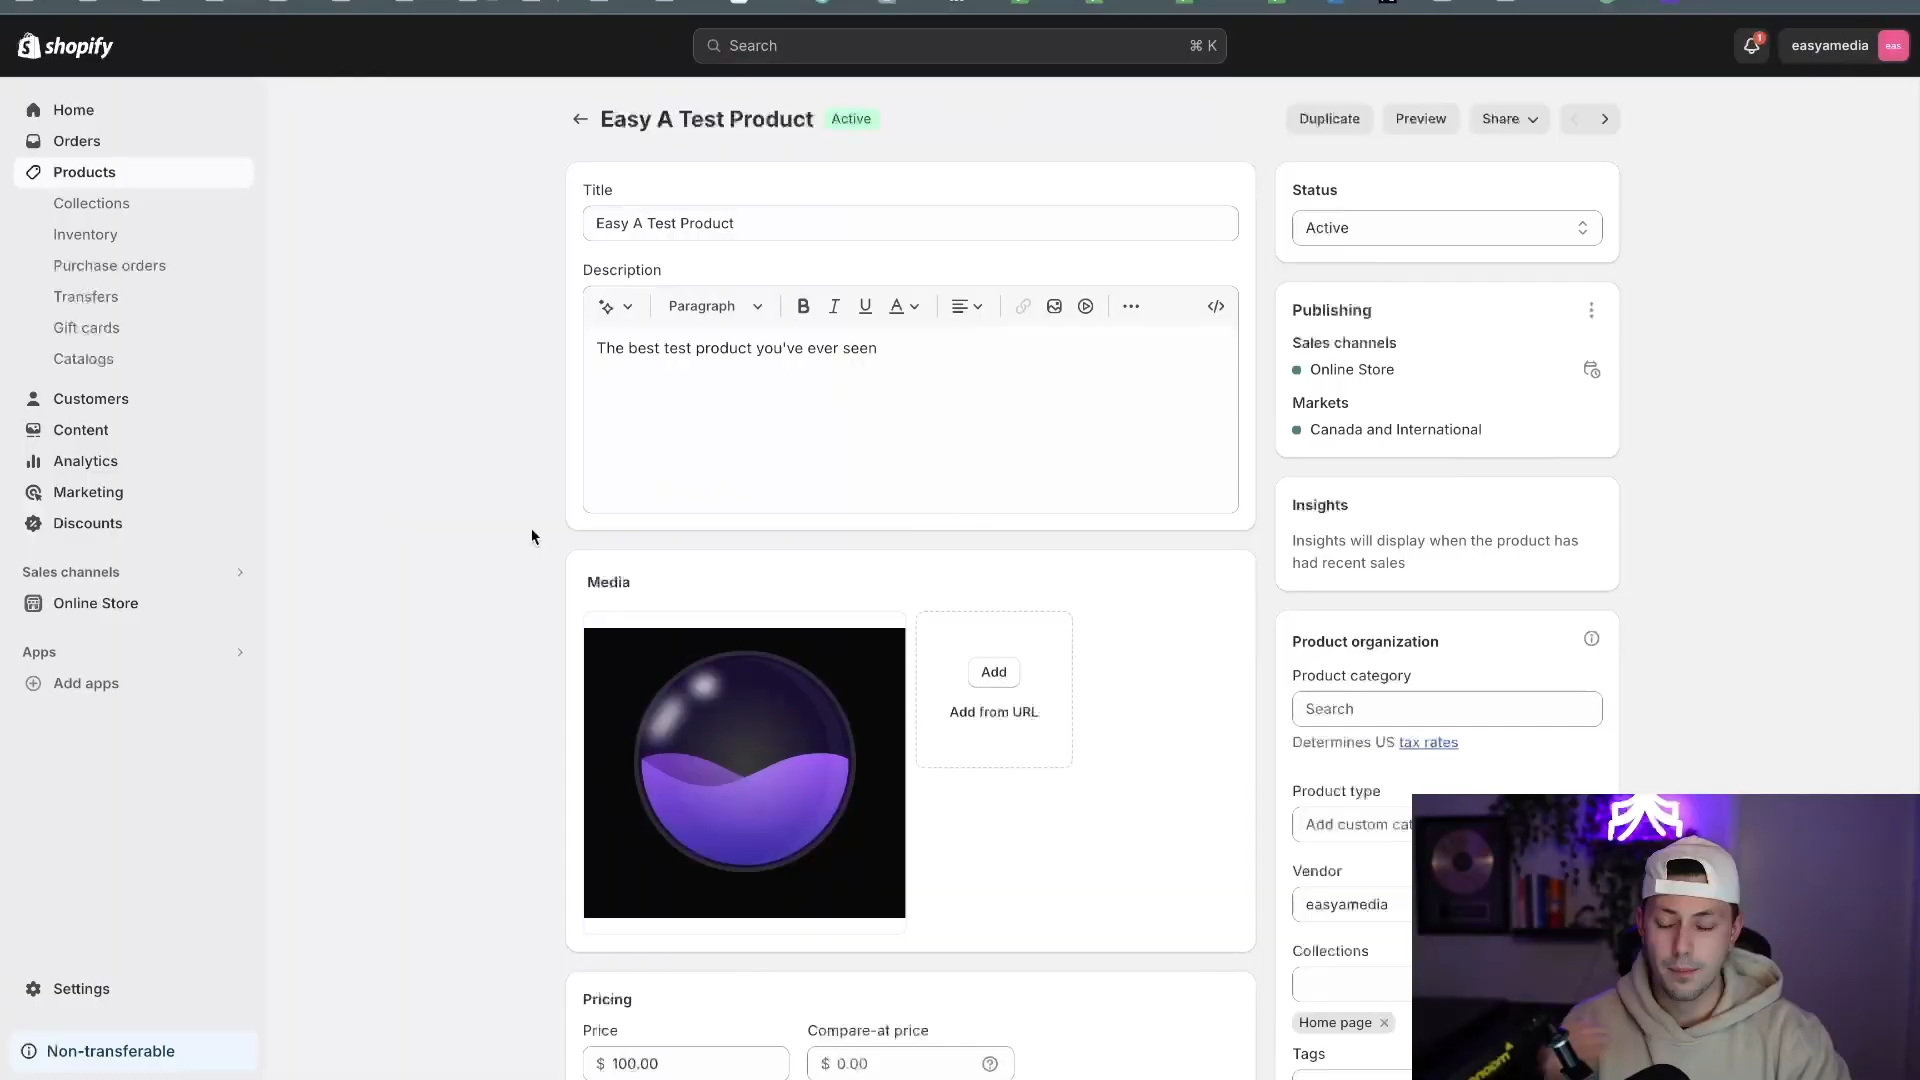 shopify
Search
⌘ K
1
easyamedia
eas
Home
Orders
Products
Collections
Inventory
Purchase orders
Transfers
Gift cards
Catalogs
Customers
Content
Analytics
Marketing
Discounts
Sales channels
Online Store
Apps
Add apps
Settings
Non-transferable
Easy A Test Product
Active
Duplicate
Preview
Share
Title
Easy A Test Product
Description
Paragraph
B I U A
The best test product you've ever seen
Media
Add
Add from URL
Pricing
Price
Compare-at price
$ 100.00
$ 0.00
Status
Active
Publishing
Sales channels
Online Store
Markets
Canada and International
Insights
Insights will display when the product has
had recent sales
Product organization
Product category
Search
Determines US tax rates
Product type
Add custom cat
Vendor
easyamedia
Collections
Home page
Tags